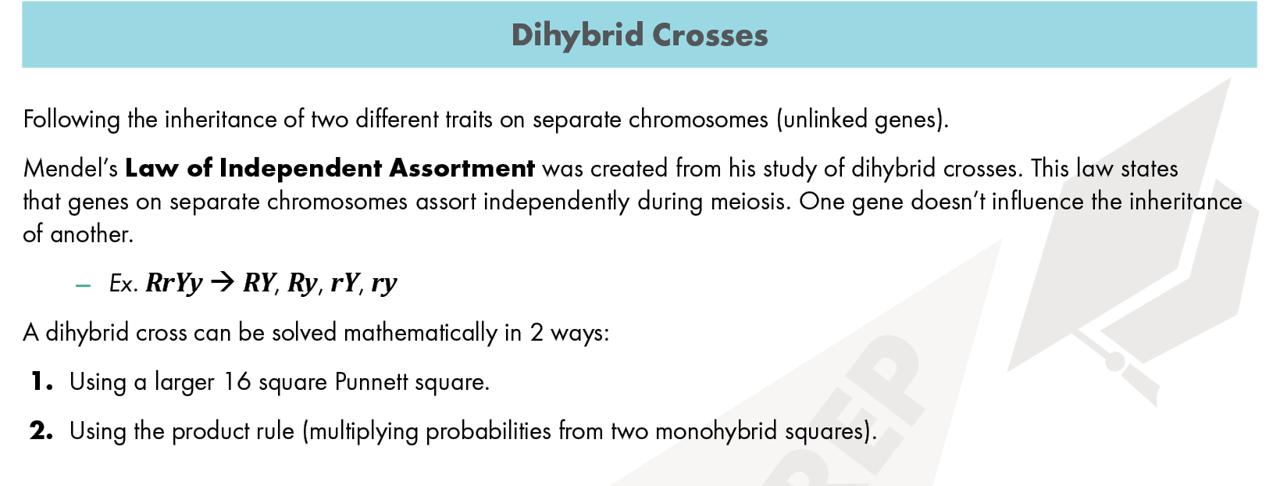 Dihybrid Crosses
Following the inheritance of two different traits on separate chromosomes (unlinked genes).
Mendel’s Law of Independent Assortment was created from his study of dihybrid crosses. This law states
that genes on separate chromosomes assort independently during meiosis. One gene doesn’t influence the inheritance
of another.
– Ex. RrYy → RY, Ry, rY, ry
A dihybrid cross can be solved mathematically in 2 ways:
1. Using a larger 16 square Punnett square.
2. Using the product rule (multiplying probabilities from two monohybrid squares).